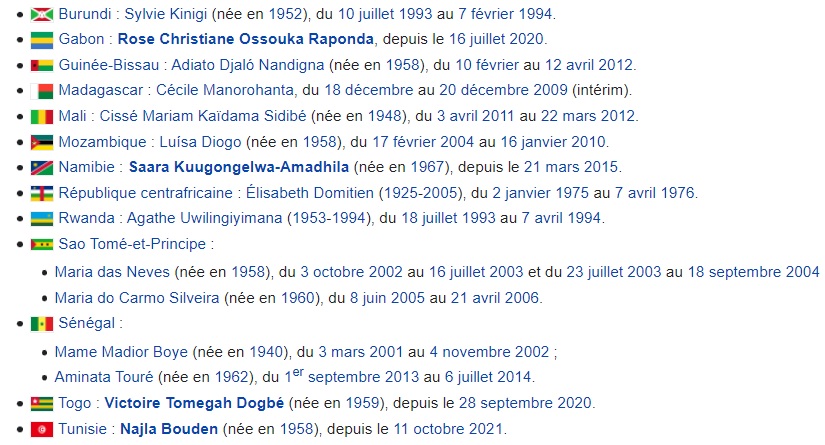 Burundi : Sylvie Kinigi (née en 1952), du 10 juillet 1993 au 7 février 1994.
Gabon : Rose Christiane Ossouka Raponda, depuis le 16 juillet 2020.
Guinée-Bissau : Adiato Djaló Nandigna (née en 1958), du 10 février au 12 avril 2012.
Madagascar : Cécile Manorohanta, du 18 décembre au 20 décembre 2009 (intérim).
Mali : Cissé Mariam Kaïdama Sidibé (née en 1948), du 3 avril 2011 au 22 mars 2012.
Mozambique : Luísa Diogo (née en 1958), du 17 février 2004 au 16 janvier 2010.
Namibie : Saara Kuugongelwa-Amadhila (née en 1967), depuis le 21 mars 2015.
République centrafricaine : Élisabeth Domitien (1925-2005), du 2 janvier 1975 au 7 avril 1976.
Rwanda : Agathe Uwilingiyimana (1953-1994), du 18 juillet 1993 au 7 avril 1994.
Sao Tomé-et-Principe :
Maria das Neves (née en 1958), du 3 octobre 2002 au 16 juillet 2003 et du 23 juillet 2003 au 18 septembre 2004
Maria do Carmo Silveira (née en 1960), du 8 juin 2005 au 21 avril 2006.
Sénégal :
Mame Madior Boye (née en 1940), du 3 mars 2001 au 4 novembre 2002 ;
Aminata Touré (née en 1962), du 1er septembre 2013 au 6 juillet 2014.
Togo : Victoire Tomegah Dogbé (née en 1959), depuis le 28 septembre 2020.
Tunisie : Najla Bouden (née en 1958), depuis le 11 octobre 2021.